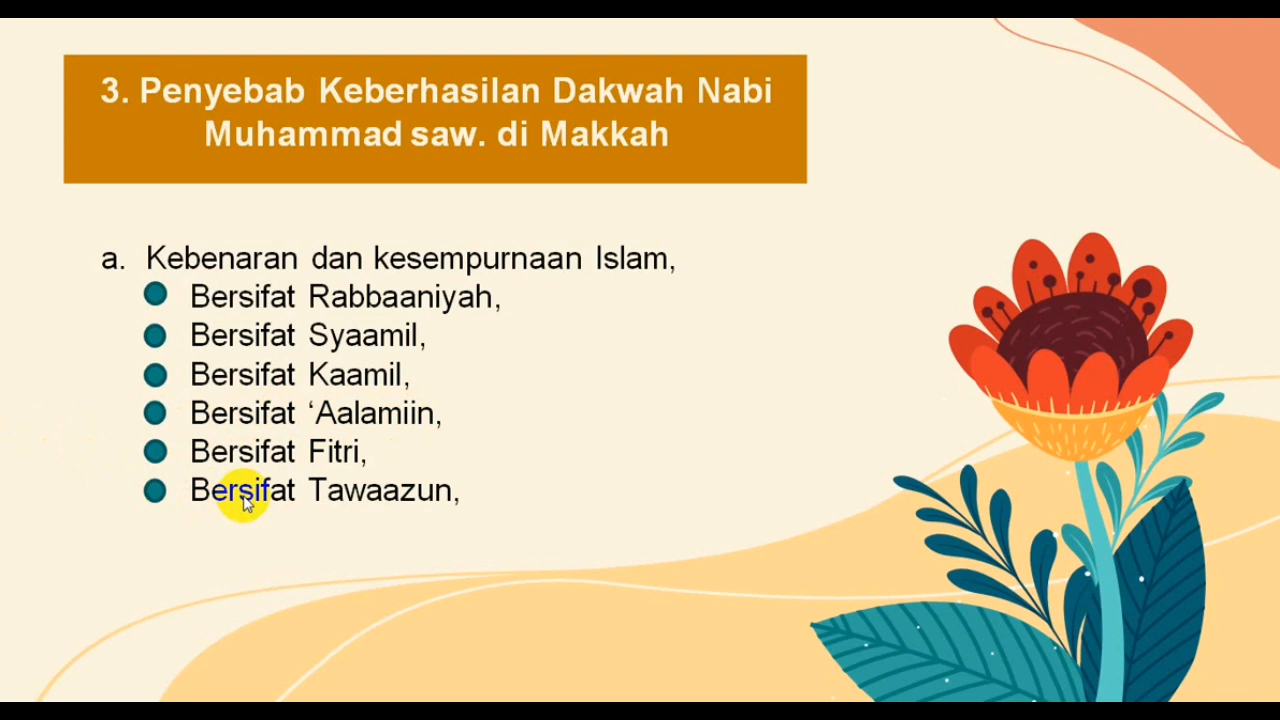 3. Penyebab Keberhasilan Dakwah Nabi
Muhammad saw. di Makkah
a. Kebenaran dan kesempurnaan Islam,
Bersifat Rabbaaniyah,
Bersifat Syaamil,
Bersifat Kaamil,
Bersifat ‘Aalamiin,
Bersifat Fitri,
Bersifat Tawaazun,